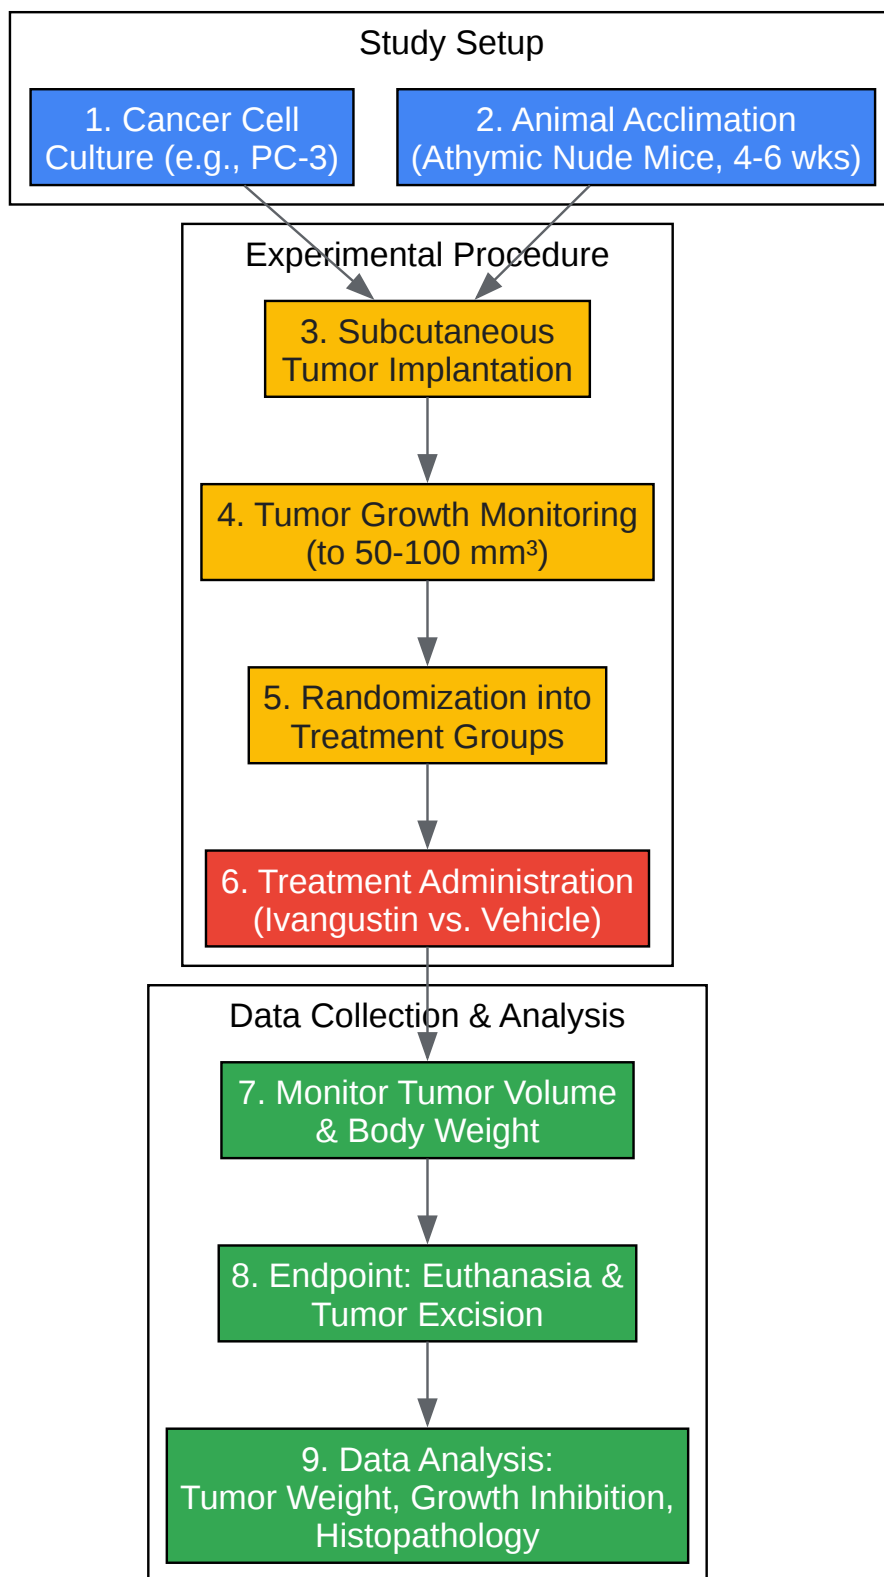 Study Setup
1. Cancer Cell
Culture (e.g., PC-3)
2. Animal Acclimation
(Athymic Nude Mice, 4-6 wks)
Experimental Procedure
3. Subcutaneous
Tumor Implantation
4. Tumor Growth Monitoring
(to 50-100 mm³)
5. Randomization into
Treatment Groups
6. Treatment Administration
(Ivangustin vs. Vehicle)
Data Collection & Analysis
7. Monitor Tumor Volume
& Body Weight
8. Endpoint: Euthanasia &
Tumor Excision
9. Data Analysis:
Tumor Weight, Growth Inhibition,
Histopathology